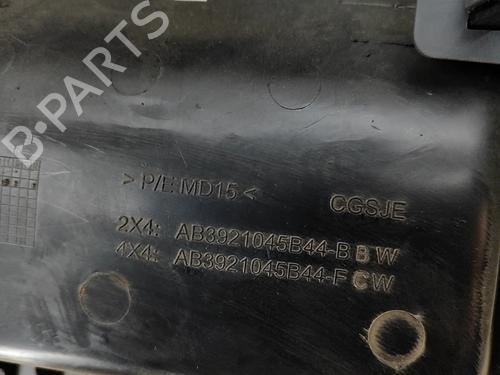 B-PARTS
> P/E MD15 <
CGSJE
2X4: AB3921045B44-B B W
4X4: AB3921045B44-F C W